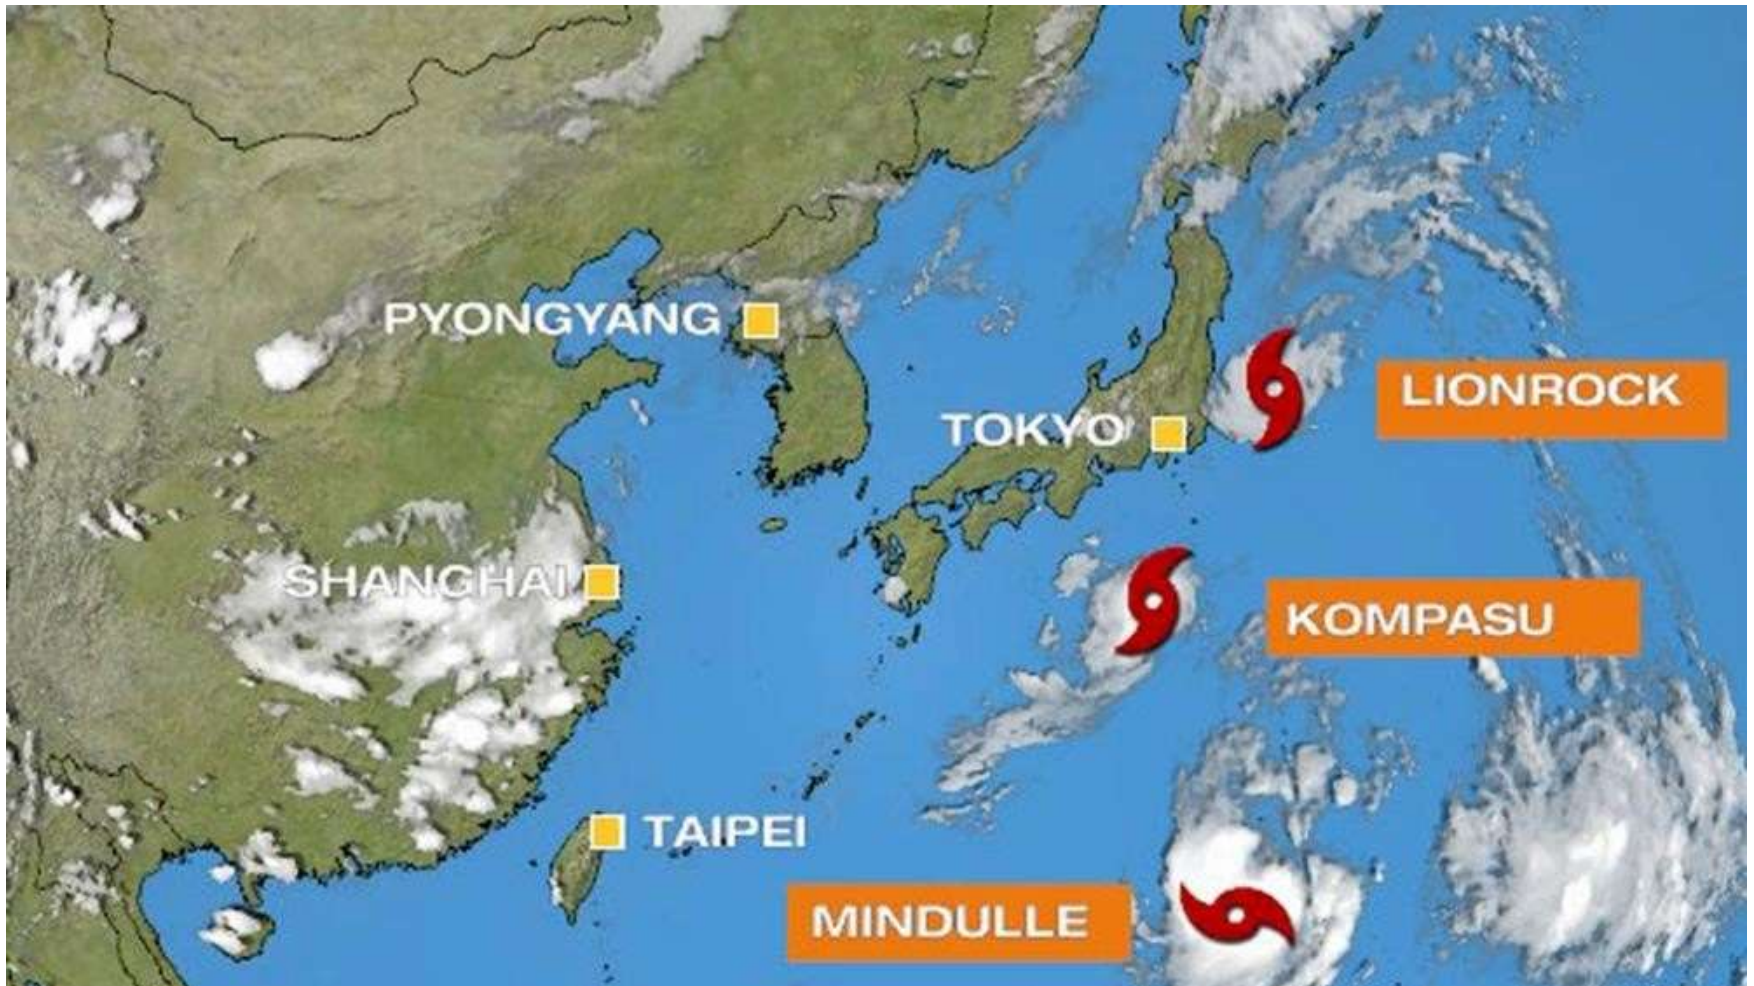 PYONGYANG
LIONROCK
TOKYO
SHANGHAI
KOMPASU
TAIPEI
MINDULLE